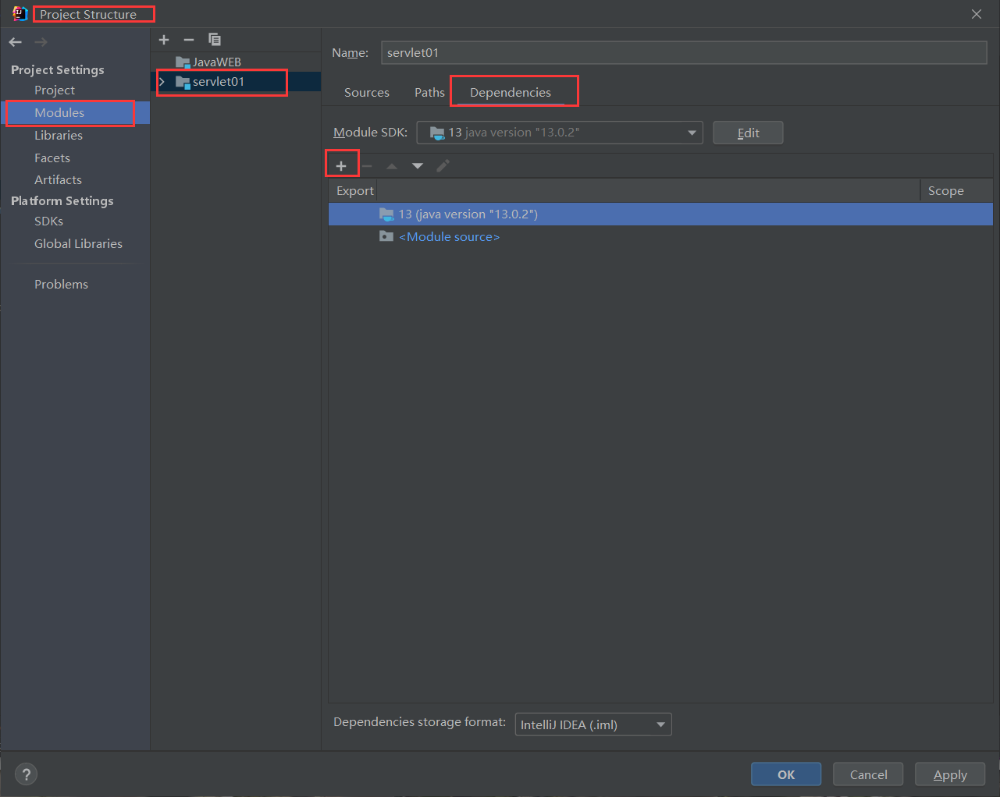 Project Structure
Project Settings
Project
Modules
Libraries
Facets
Artifacts
Platform Settings
SDKs
Global Libraries
Problems
JavaWEB
servlet01
Name: servlet01
Sources Paths Dependencies
Module SDK: 13 java version "13.0.2" Edit
Export Scope
13 (java version "13.0.2")
<Module source>
Dependencies storage format: IntelliJ IDEA (.iml)
? OK Cancel Apply